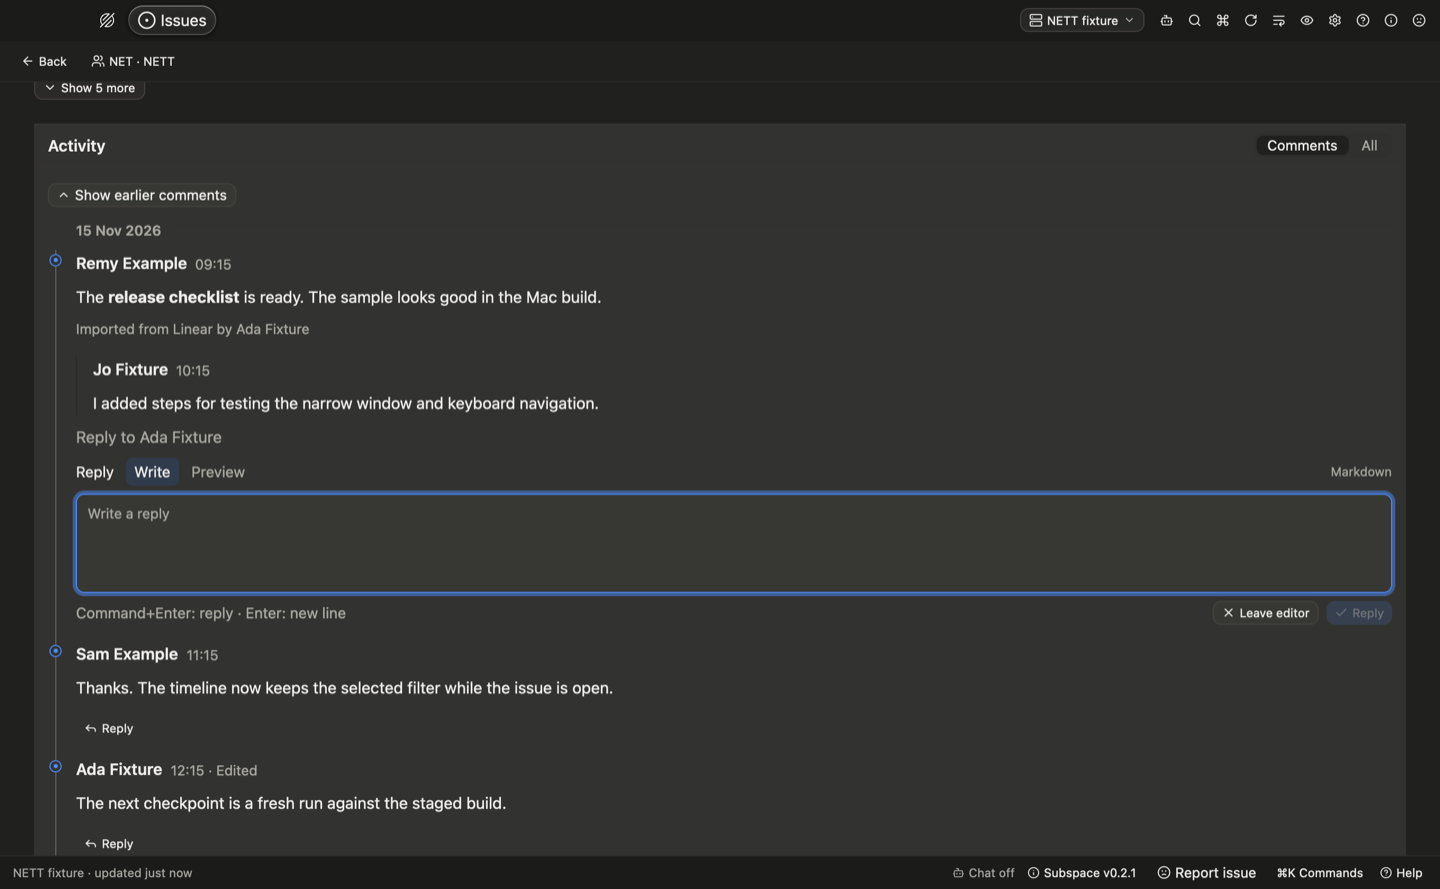 Issues
NETT fixture
Back
NET · NETT
Show 5 more
Activity
Comments All
Show earlier comments
15 Nov 2026
Remy Example 09:15
The release checklist is ready. The sample looks good in the Mac build.
Imported from Linear by Ada Fixture
Jo Fixture 10:15
I added steps for testing the narrow window and keyboard navigation.
Reply to Ada Fixture
Reply Write Preview Markdown
Write a reply
Command+Enter: reply · Enter: new line
Leave editor Reply
Sam Example 11:15
Thanks. The timeline now keeps the selected filter while the issue is open.
Reply
Ada Fixture 12:15 · Edited
The next checkpoint is a fresh run against the staged build.
Reply
NETT fixture · updated just now
Chat off Subspace v0.2.1 Report issue ⌘K Commands Help